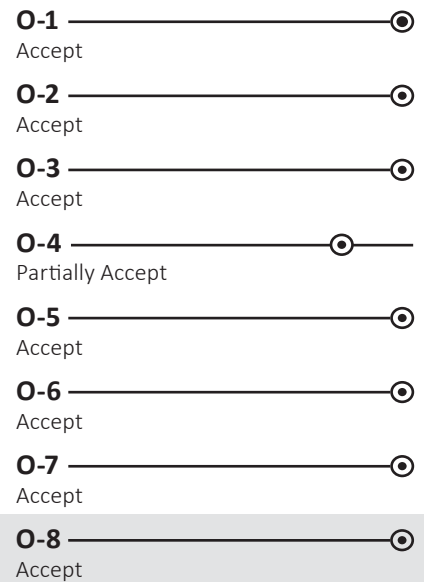 O-1
Accept
O-2
Accept
O-3
Accept
O-4
Partially Accept
O-5
Accept
O-6
Accept
O-7
Accept
O-8
Accept